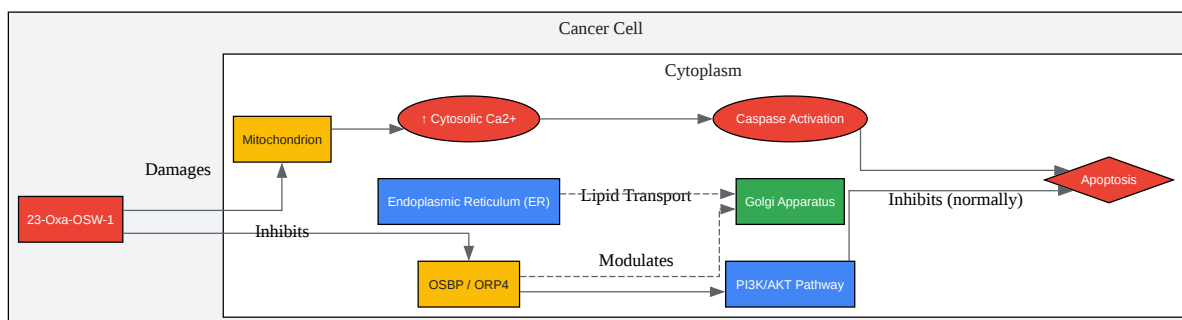 Cancer Cell
Cytoplasm
↑ Cytosolic Ca2+
Caspase Activation
Mitochondrion
Damages
Apoptosis
Endoplasmic Reticulum (ER)
Lipid Transport
Golgi Apparatus
Inhibits (normally)
23-Oxa-OSW-1
Inhibits
Modulates
OSBP / ORP4
PI3K/AKT Pathway